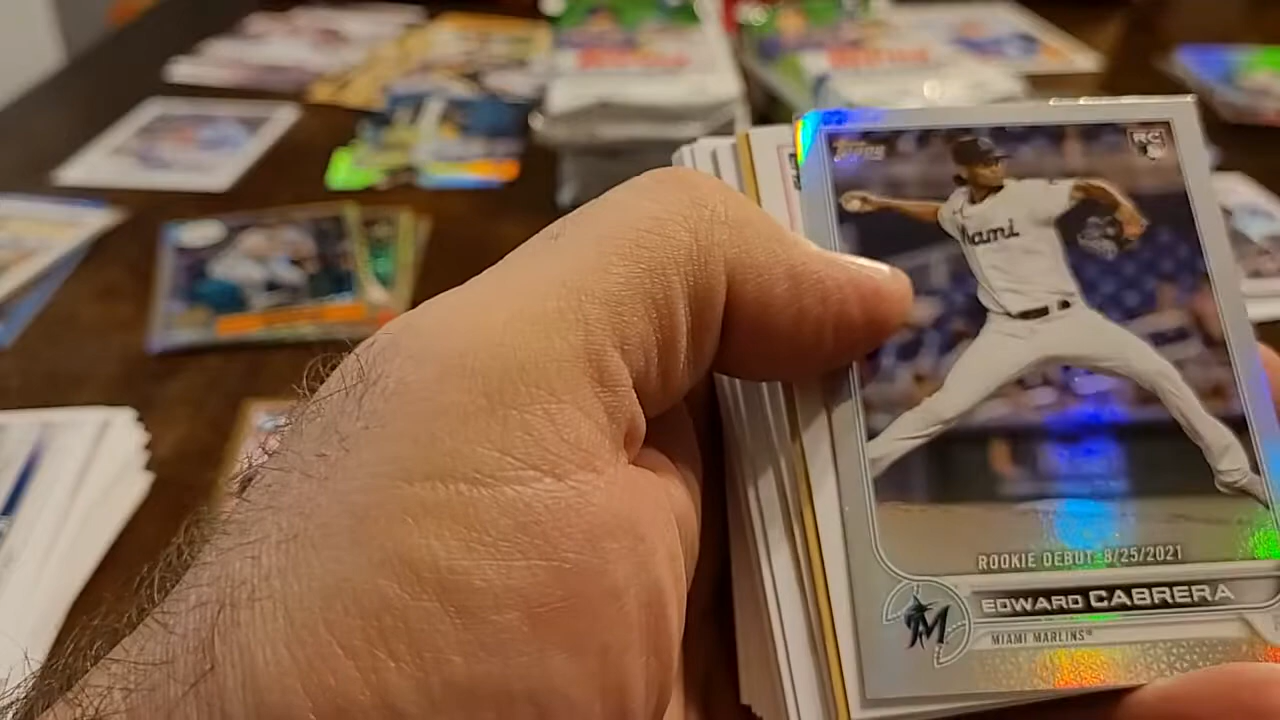 Topps
RC
Miami
ROOKIE DEBUT: 8/25/2021
EDWARD CABRERA
M
MIAMI MARLINS